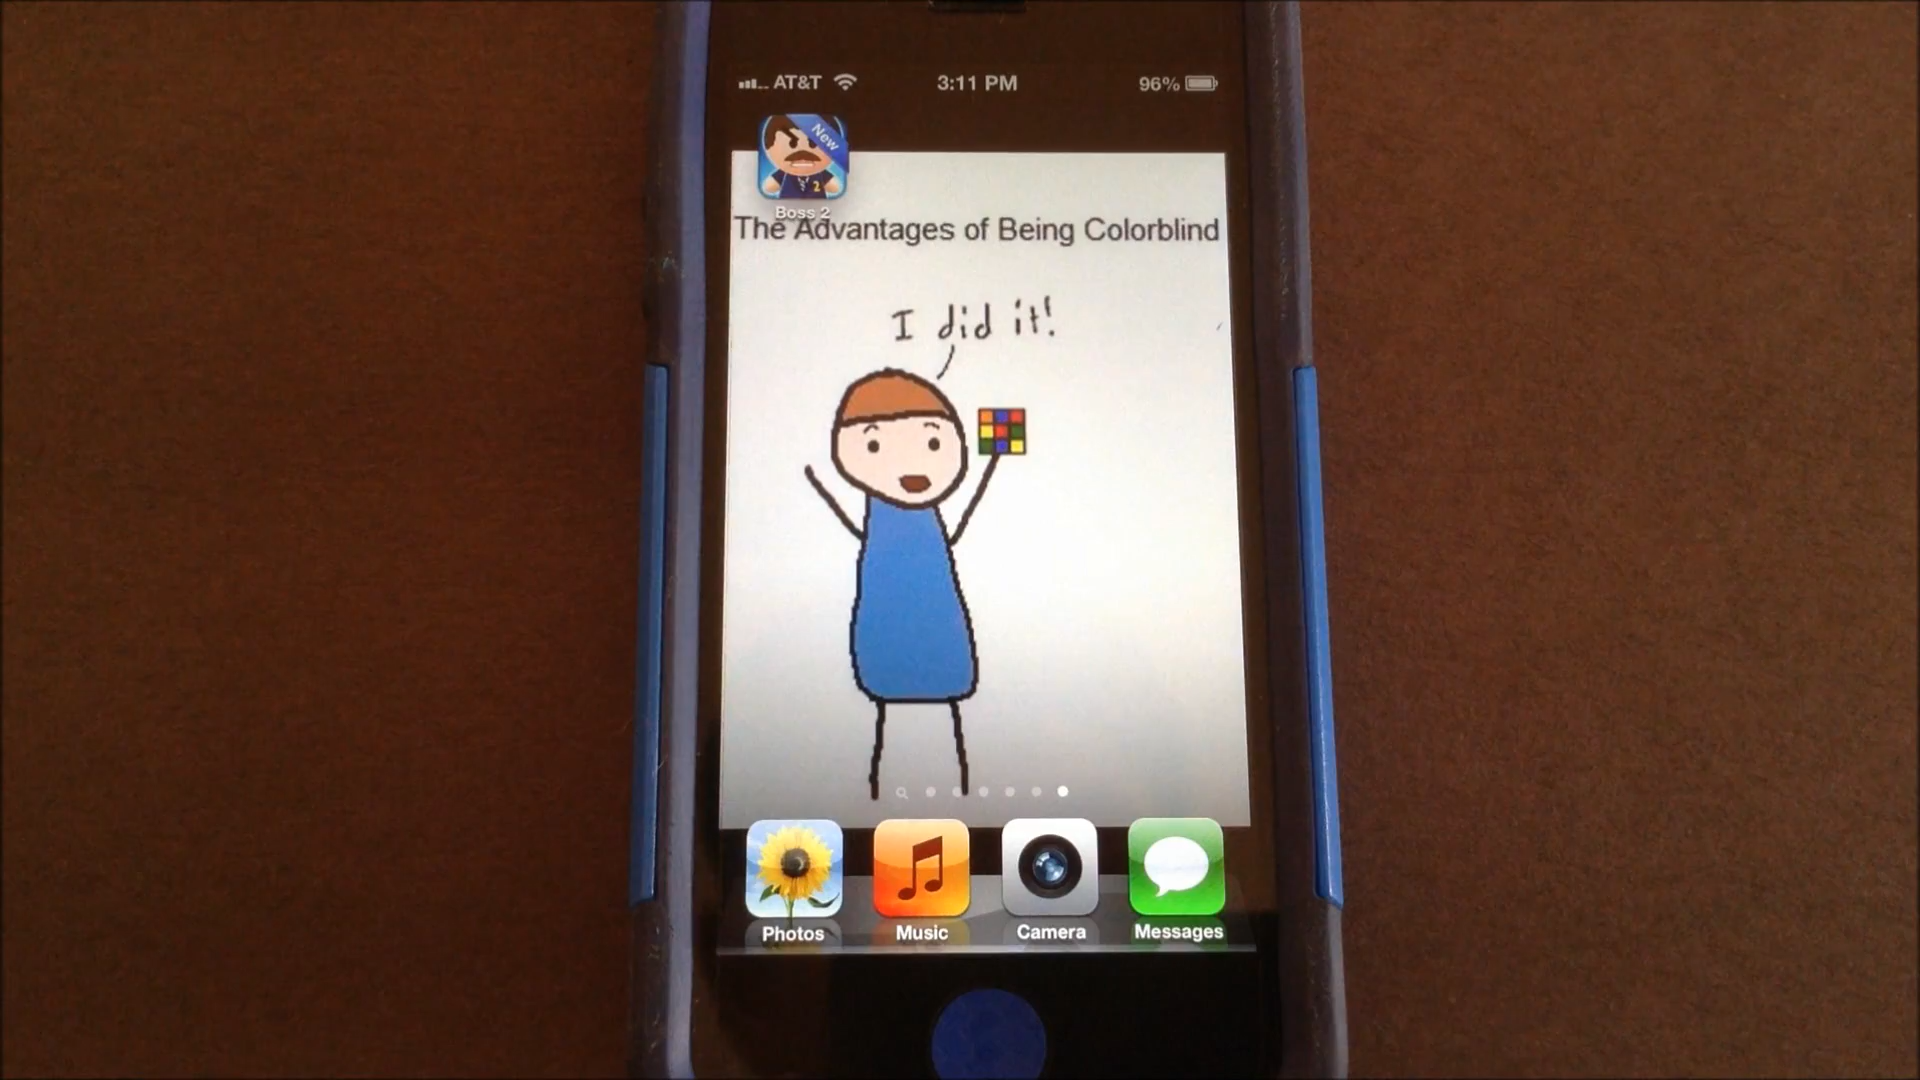 AT&T 3:11 PM 96%
New
2
Boss 2
The Advantages of Being Colorblind
I did it!
Photos Music Camera Messages